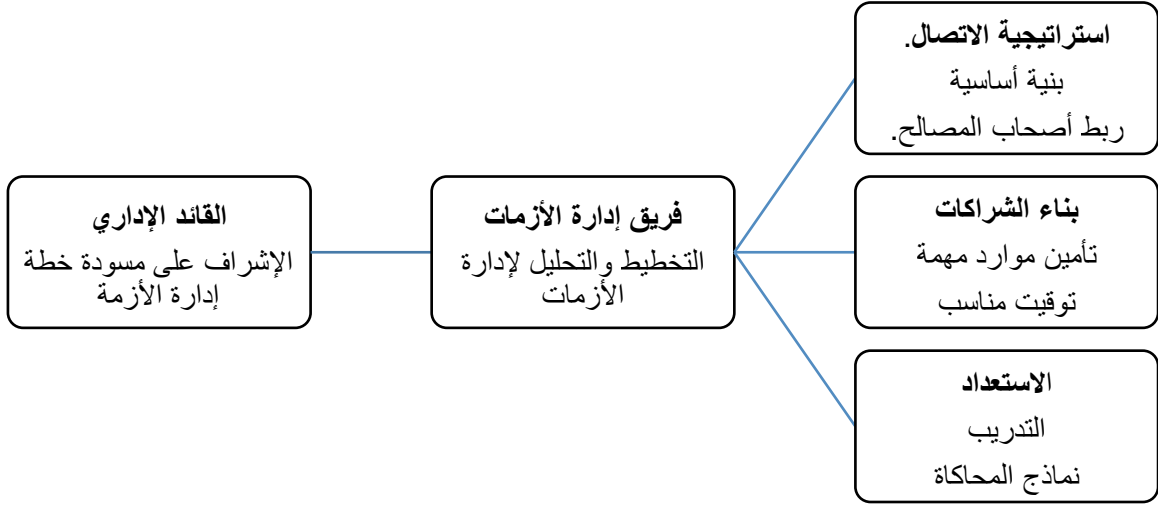 القائد الإداري
الإشراف على مسودة خطة
إدارة الأزمة
فريق إدارة الأزمات
التخطيط والتحليل لإدارة
الأزمات
استراتيجية الاتصال.
بنية أساسية
ربط أصحاب المصالح.
بناء الشراكات
تأمين موارد مهمة
توقيت مناسب
الاستعداد
التدريب
نماذج المحاكاة